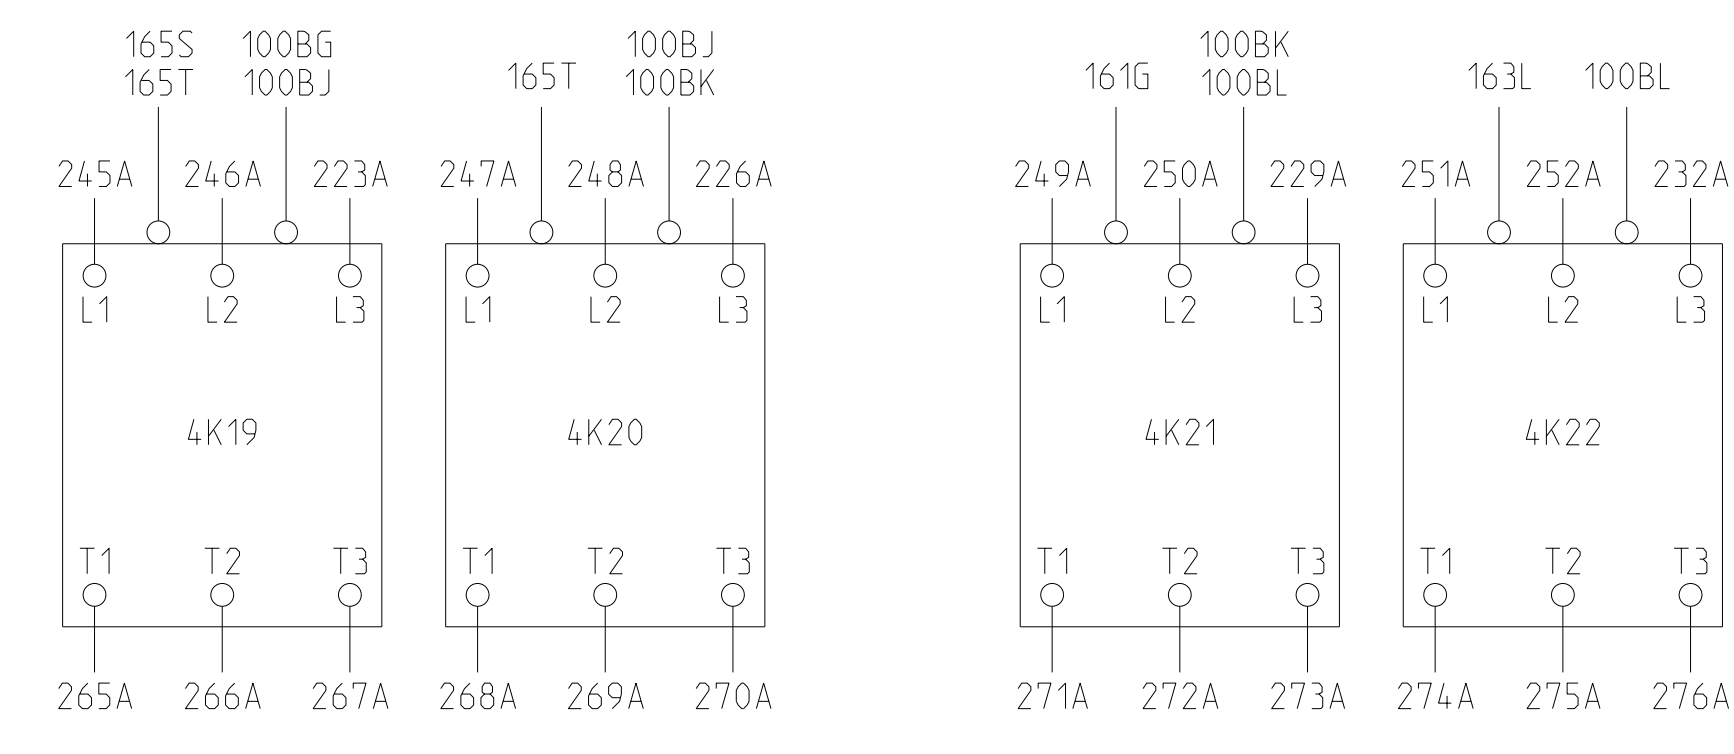 165S 100BG 100BJ 100BK
165T 100BJ 165T 100BK 161G 100BL 163L 100BL
245A 246A 223A 247A 248A 226A 249A 250A 229A 251A 252A 232A
L1 L2 L3 L1 L2 L3 L1 L2 L3 L1 L2 L3
4K19 4K20 4K21 4K22
T1 T2 T3 T1 T2 T3 T1 T2 T3 T1 T2 T3
265A 266A 267A 268A 269A 270A 271A 272A 273A 274A 275A 276A